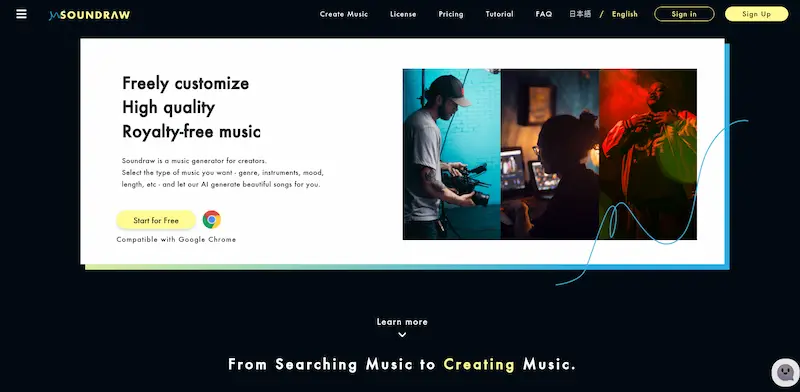 SOUNDRAW
Create Music
License
Pricing
Tutorial
FAQ
日本語 / English
Sign in
Sign Up
Freely customize
High quality
Royalty-free music
Soundraw is a music generator for creators.
Select the type of music you want - genre, instruments, mood,
length, etc - and let our AI generate beautiful songs for you.
Start for Free
Compatible with Google Chrome
Learn more
From Searching Music to Creating Music.